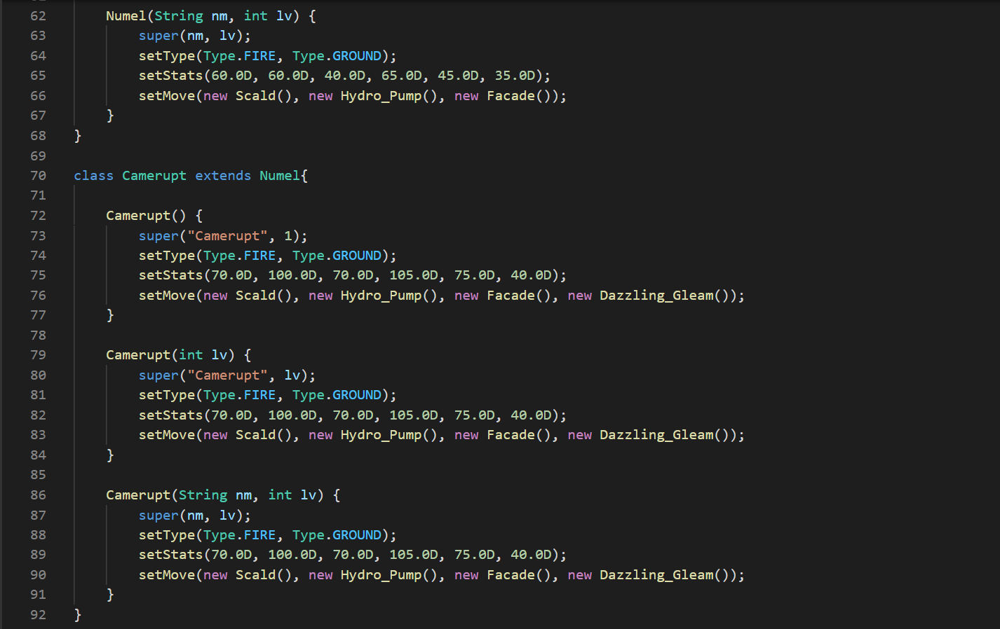 62 Numel(String nm, int lv) {
63 super(nm, lv);
64 setType(Type.FIRE, Type.GROUND);
65 setStats(60.0D, 60.0D, 40.0D, 65.0D, 45.0D, 35.0D);
66 setMove(new Scald(), new Hydro_Pump(), new Facade());
67 }
68 }
69
70 class Camerupt extends Numel{
71
72 Camerupt() {
73 super("Camerupt", 1);
74 setType(Type.FIRE, Type.GROUND);
75 setStats(70.0D, 100.0D, 70.0D, 105.0D, 75.0D, 40.0D);
76 setMove(new Scald(), new Hydro_Pump(), new Facade(), new Dazzling_Gleam());
77 }
78
79 Camerupt(int lv) {
80 super("Camerupt", lv);
81 setType(Type.FIRE, Type.GROUND);
82 setStats(70.0D, 100.0D, 70.0D, 105.0D, 75.0D, 40.0D);
83 setMove(new Scald(), new Hydro_Pump(), new Facade(), new Dazzling_Gleam());
84 }
85
86 Camerupt(String nm, int lv) {
87 super(nm, lv);
88 setType(Type.FIRE, Type.GROUND);
89 setStats(70.0D, 100.0D, 70.0D, 105.0D, 75.0D, 40.0D);
90 setMove(new Scald(), new Hydro_Pump(), new Facade(), new Dazzling_Gleam());
91 }
92 }